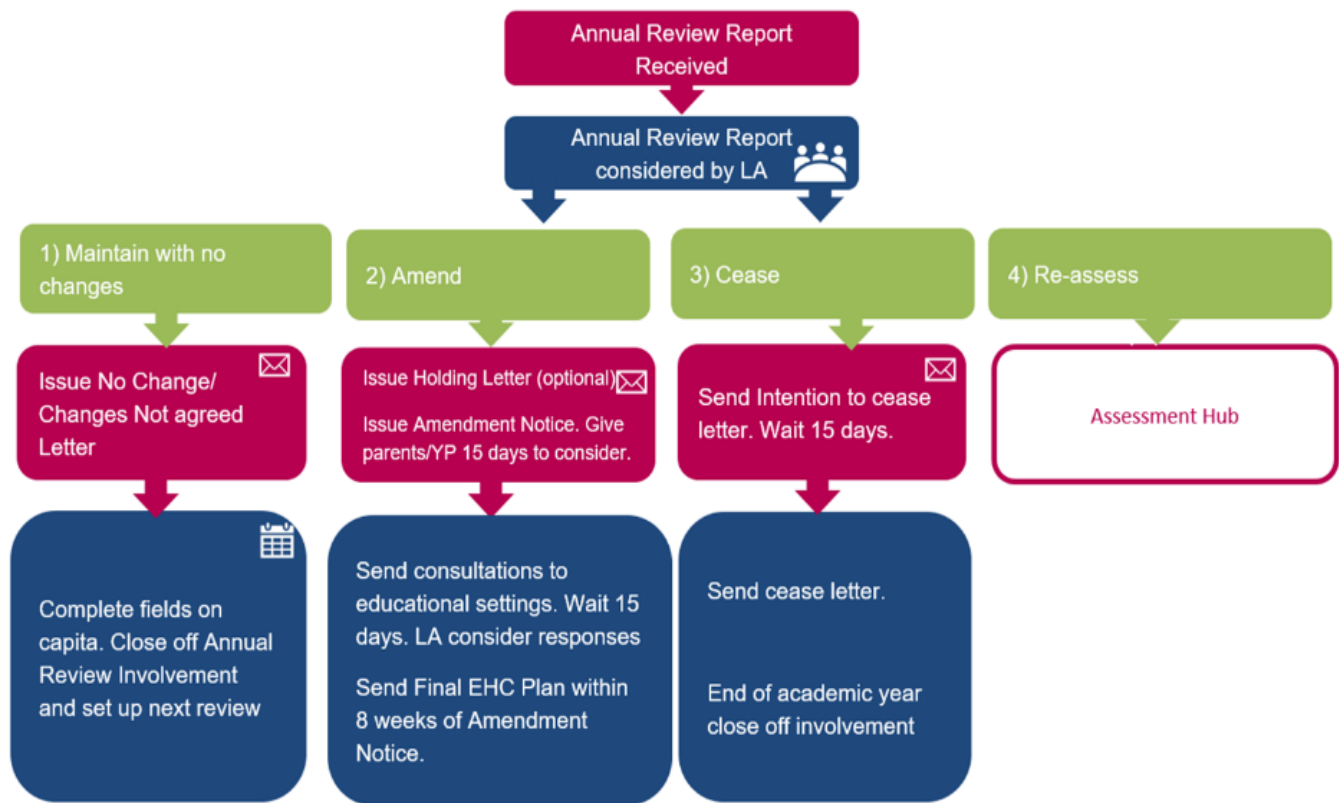 Annual Review Report
Received
Annual Review Report
considered by LA
1) Maintain with no
changes
2) Amend
3) Cease
4) Re-assess
Issue No Change/
Changes Not agreed
Letter
Issue Holding Letter (optional)
Issue Amendment Notice. Give
parents/YP 15 days to consider.
Send Intention to cease
letter. Wait 15 days.
Assessment Hub
Complete fields on
capita. Close off Annual
Review Involvement
and set up next review
Send consultations to
educational settings. Wait 15
days. LA consider responses
Send Final EHC Plan within
8 weeks of Amendment
Notice.
Send cease letter.
End of academic year
close off involvement